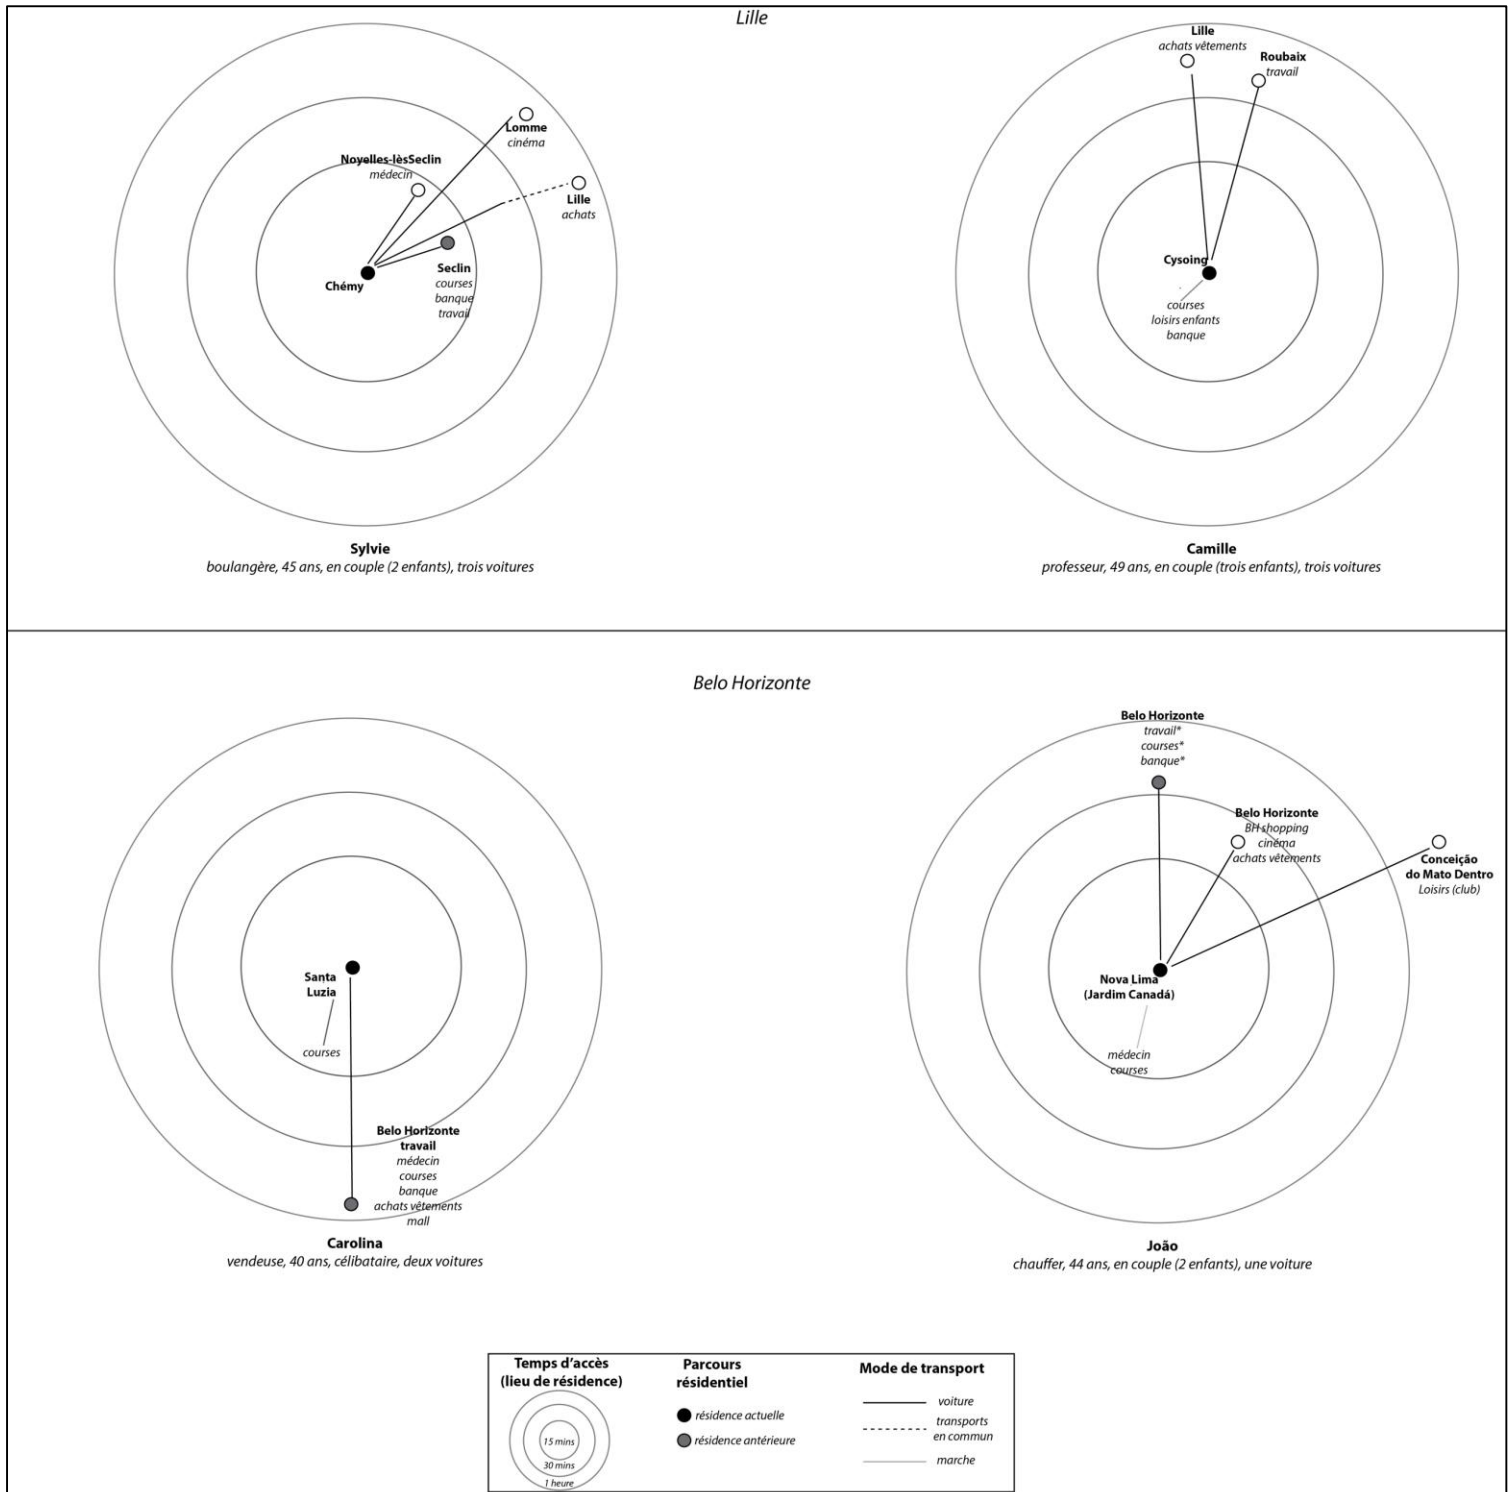 Lille
Lomme
cinéma
Noyelles-lèsSeclin
médecin
Lille
achats
Seclin
courses
banque
travail
Chémy
Sylvie
boulangère, 45 ans, en couple (2 enfants), trois voitures
Lille
achats vêtements
Roubaix
travail
Cysoing
courses
loisirs enfants
banque
Camille
professeur, 49 ans, en couple (trois enfants), trois voitures
Belo Horizonte
Santa
Luzia
courses
Belo Horizonte
travail
médecin
courses
banque
achats vêtements
mall
Carolina
vendeuse, 40 ans, célibataire, deux voitures
Belo Horizonte
travail*
courses*
banque*
Belo Horizonte
BH shopping
cinéma
achats vêtements
Conceição
do Mato Dentro
Loisirs (club)
Nova Lima
(Jardim Canadá)
médecin
courses
João
chauffer, 44 ans, en couple (2 enfants), une voiture
Temps d'accès
(lieu de résidence)
15 mins
30 mins
1 heure
Parcours
résidentiel
résidence actuelle
résidence antérieure
Mode de transport
voiture
transports
en commun
marche